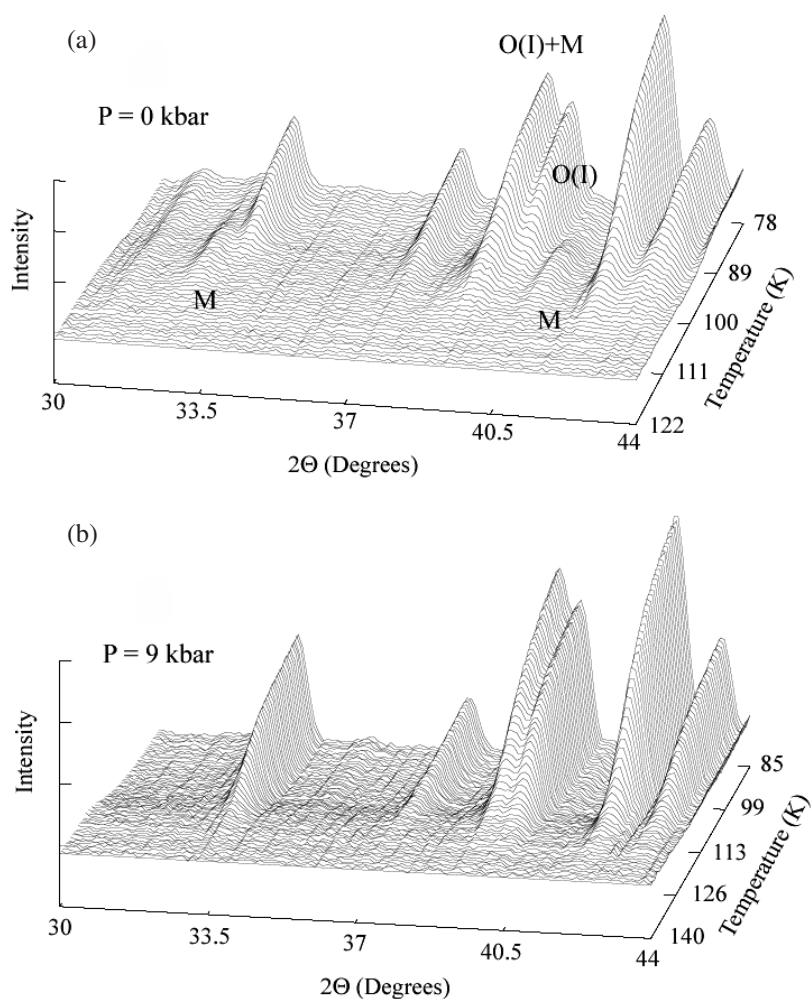 (a)
O(I)+M
P = 0 kbar
O(I)
M
M
Intensity
78
89
100
111
122
Temperature (K)
30
33.5
37
40.5
44
2Θ (Degrees)
(b)
P = 9 kbar
Intensity
85
99
113
126
140
Temperature (K)
30
33.5
37
40.5
44
2Θ (Degrees)